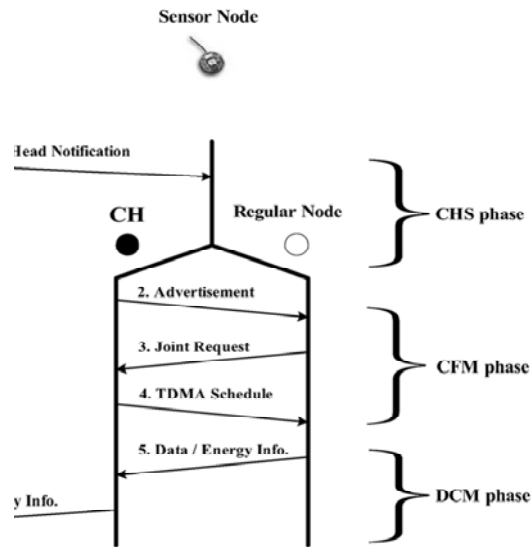 Sensor Node
Head Notification
CH
Regular Node
CHS phase
2. Advertisement
3. Joint Request
CFM phase
4. TDMA Schedule
5. Data / Energy Info.
y Info.
DCM phase